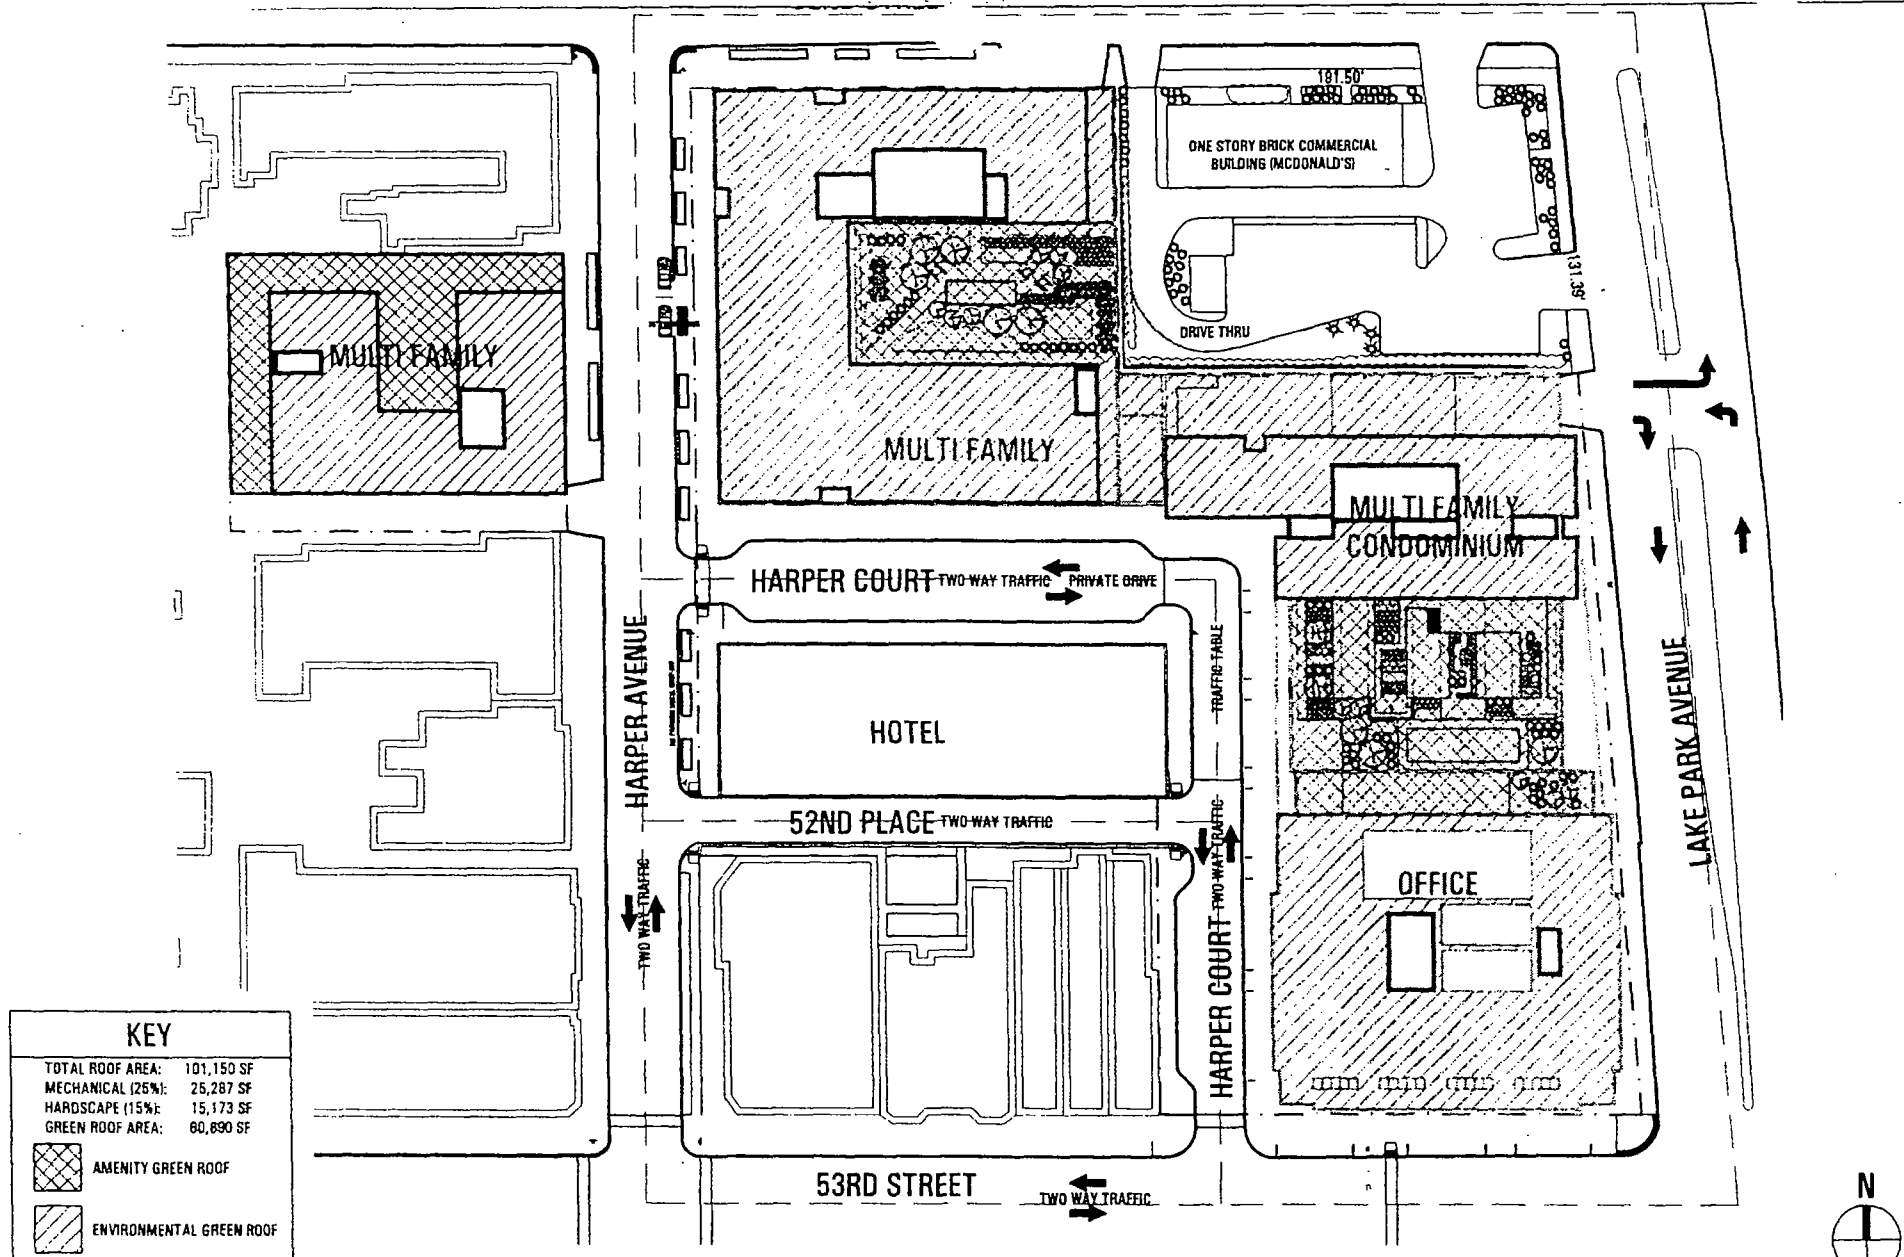 191.50'
ONE STORY BRICK COMMERCIAL
BUILDING (MCDONALD'S)
131.39'
DRIVE THRU
MULTI FAMILY
MULTI FAMILY
MULTI FAMILY
CONDOMINIUM
HARPER COURT TWO WAY TRAFFIC PRIVATE DRIVE
HARPER AVENUE
TRAFFIC TABLE
LAKE PARK AVENUE
HOTEL
52ND PLACE TWO WAY TRAFFIC
TWO WAY TRAFFIC
HARPER COURT TWO WAY TRAFFIC
OFFICE
KEY
TOTAL ROOF AREA: 101,150 SF
MECHANICAL (25%): 25,287 SF
HARDSCAPE (15%): 15,173 SF
GREEN ROOF AREA: 60,690 SF
AMENITY GREEN ROOF
ENVIRONMENTAL GREEN ROOF
53RD STREET
TWO WAY TRAFFIC
N